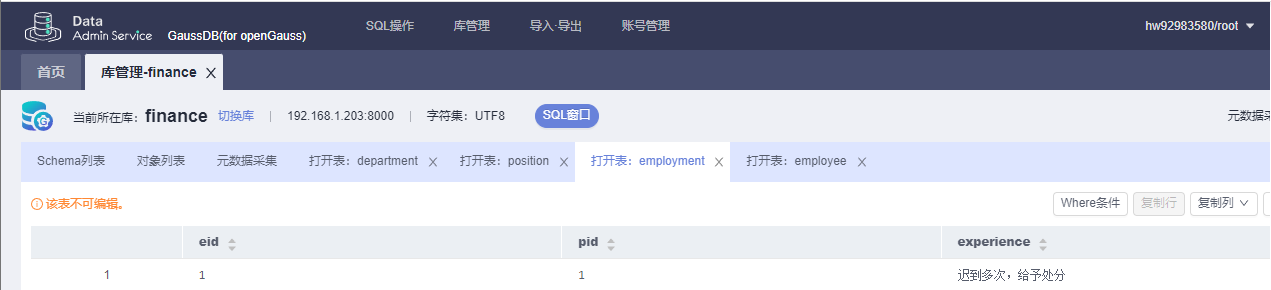 Data
Admin Service GaussDB(for openGauss) SQL操作 库管理 导入·导出 账号管理 hw92983580/root
首页 库管理-finance
当前所在库: finance 切换库 192.168.1.203:8000 字符集: UTF8 SQL窗口 元数据采
Schema列表 对象列表 元数据采集 打开表: department 打开表: position 打开表: employment 打开表: employee
该表不可编辑。 Where条件 复制行 复制列
eid pid experience
1 1 1 迟到多次，给予处分